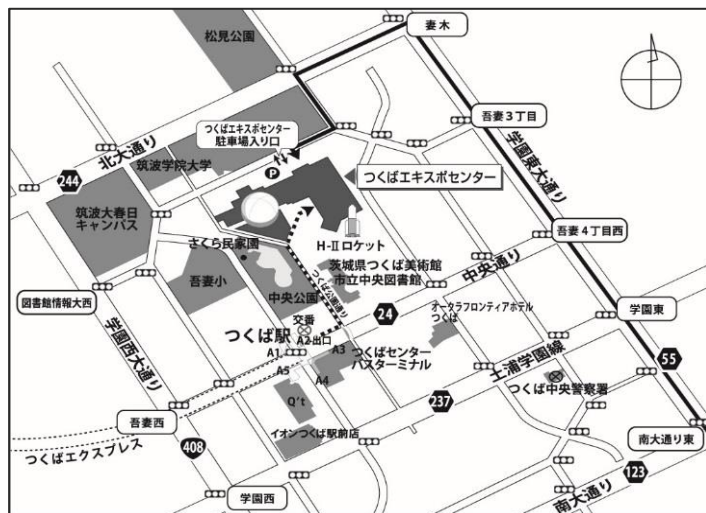 松見公園
妻木
つくばエキスポセンター
駐車場入り口
吾妻3丁目
北大通り
筑波学院大学
学園東大通り
244
P
つくばエキスポセンター
筑波大春日
キャンパス
吾妻4丁目西
H-Ⅱロケット
さくら民家園
茨城県つくば美術館
市立中央図書館
中央通り
吾妻小
つくば公園通り
図書館情報大西
中央公園
24
オークラフロンティアホテル
つくば
学園東
交番
つくば駅
A2出口
学園西大通り
A1
A3
つくばセンター
バスターミナル
土浦学園線
55
A5
A4
つくば中央警察署
Q't
237
吾妻西
イオンつくば駅前店
南大通り東
つくばエクスプレス
408
123
学園西
南大通り